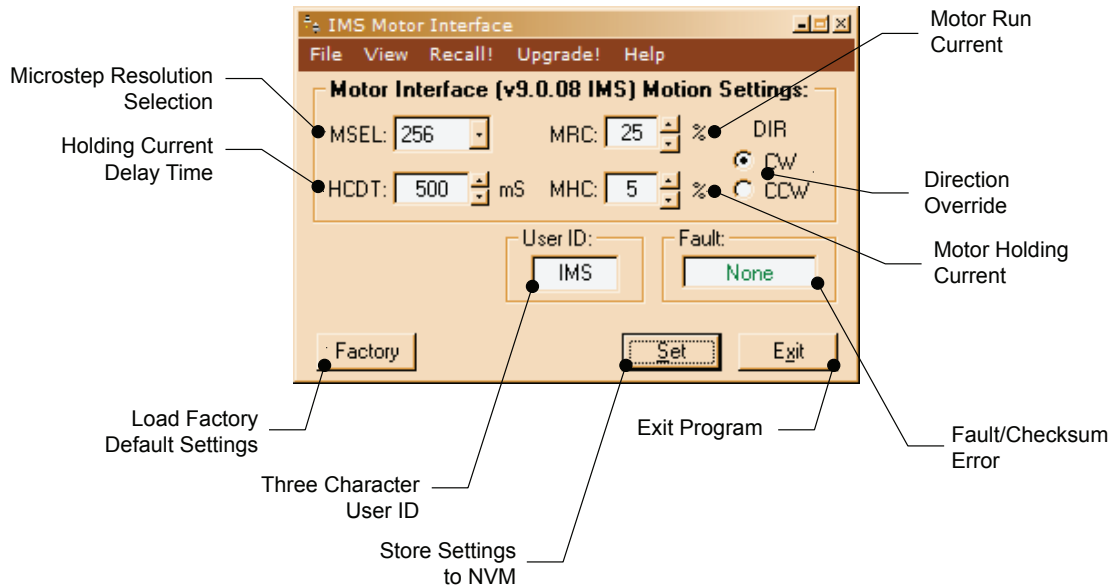 IMS Motor Interface
File View Recall! Upgrade! Help
Motor Interface (v9.0.08 IMS) Motion Settings:
MSEL: 256 MRC: 25 % DIR
CW
HCDT: 500 mS MHC: 5 % CCW
User ID: Fault:
IMS None
Factory Set Exit
Microstep Resolution
Selection
Holding Current
Delay Time
Motor Run
Current
Direction
Override
Motor Holding
Current
Load Factory
Default Settings
Three Character
User ID
Store Settings
to NVM
Exit Program
Fault/Checksum
Error